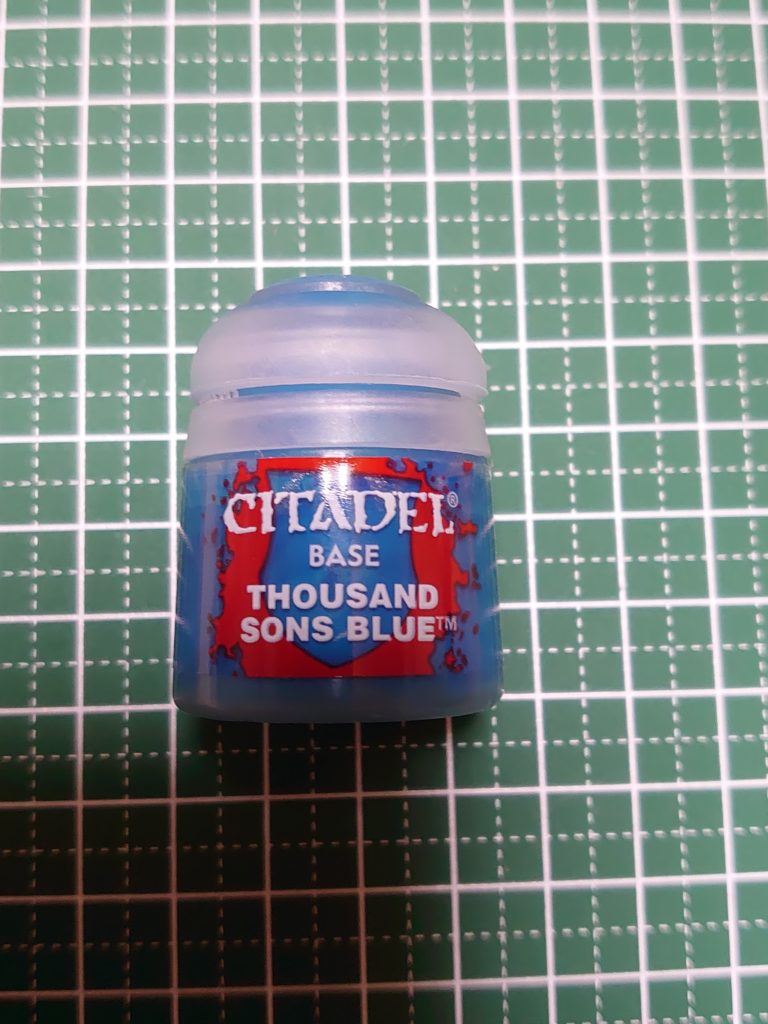 CITADEL®
BASE
THOUSAND
SONS BLUE™